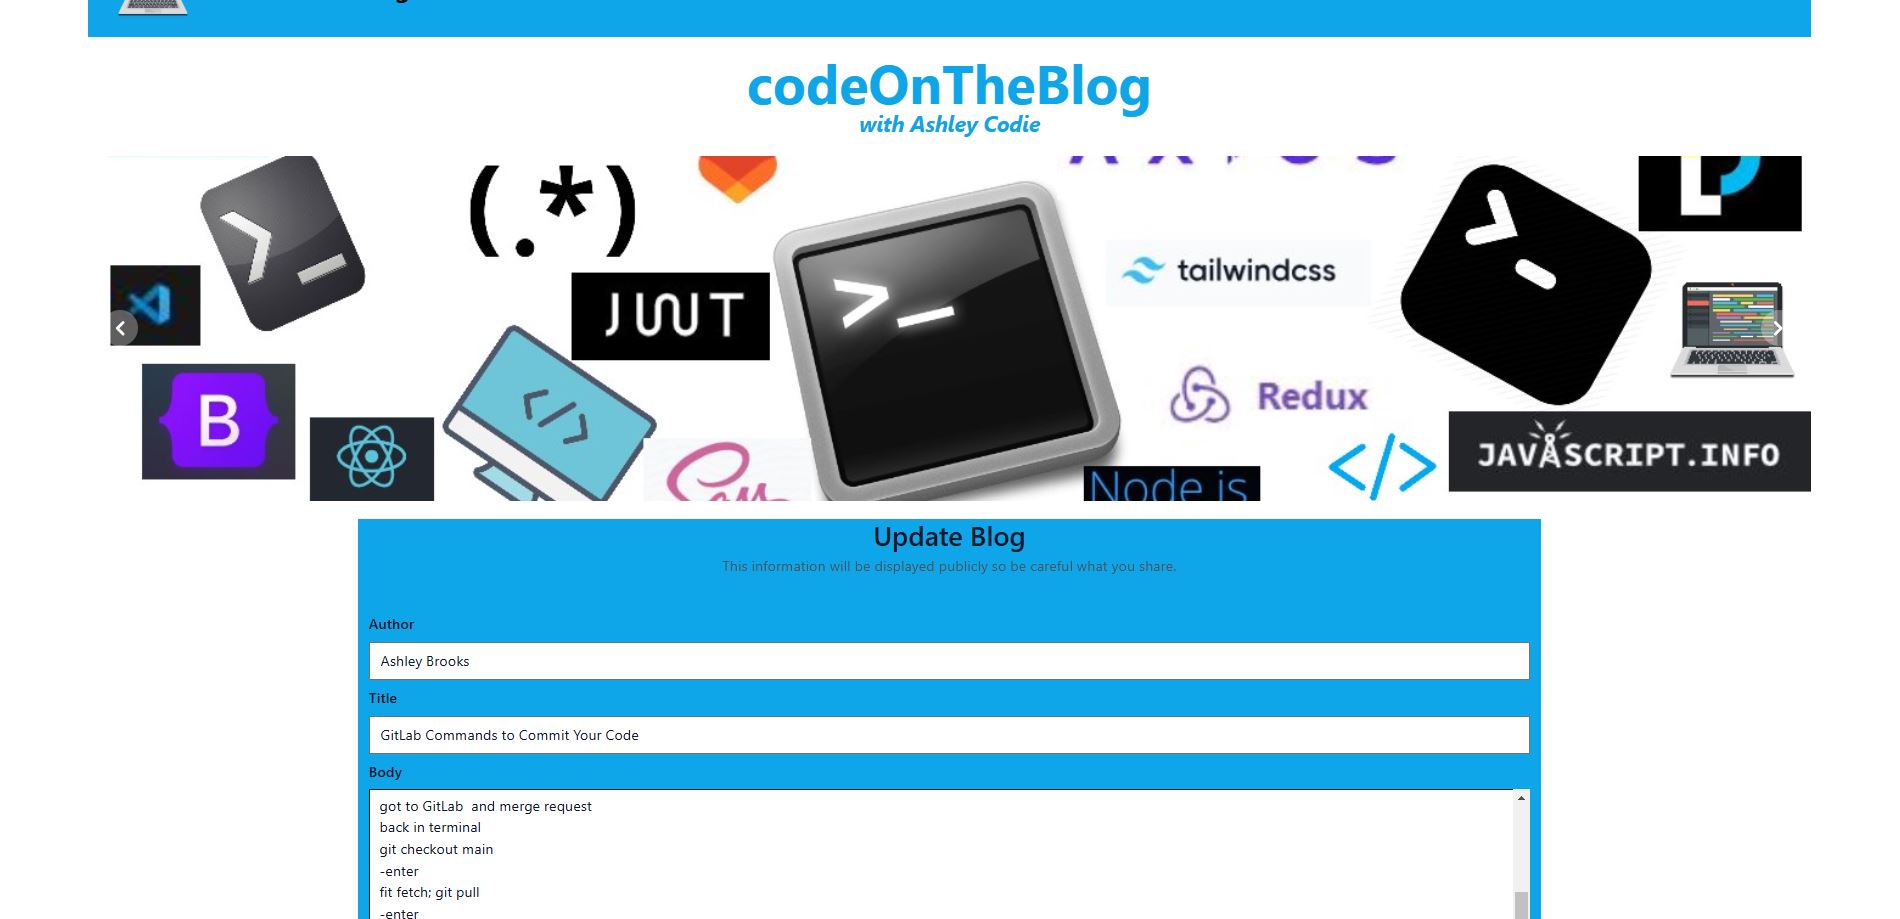 codeOnTheBlog
with Ashley Codie
>_
(.*)
>_
tailwindcss
JWT
B
</>
Redux
Sass
Node.js
</>
JAVASCRIPT.INFO
Update Blog
This information will be displayed publicly so be careful what you share.
Author
Ashley Brooks
Title
GitLab Commands to Commit Your Code
Body
got to GitLab  and merge request
back in terminal
git checkout main
-enter
fit fetch; git pull
-enter